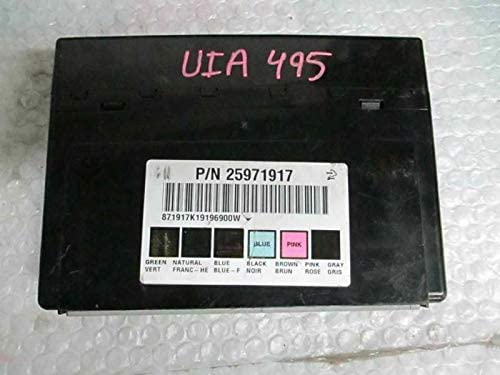 UIA 495
P/N 25971917
871917K19196900W
BLUE PINK
GREEN NATURAL BLUE BLACK BROWN PINK GRAY
VERT FRANC-HE BLUE-F NOIR BRUN ROSE GRIS